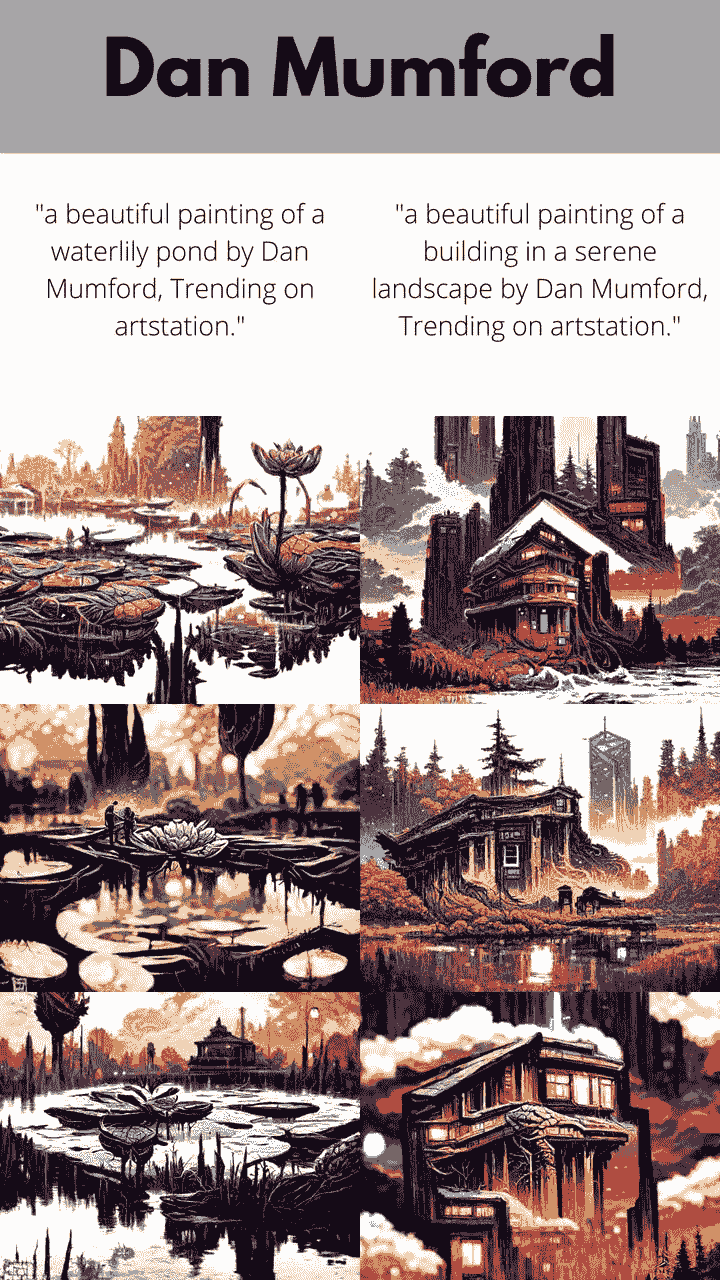 Dan Mumford
"a beautiful painting of a
waterlily pond by Dan
Mumford, Trending on
artstation."
"a beautiful painting of a
building in a serene
landscape by Dan Mumford,
Trending on artstation."